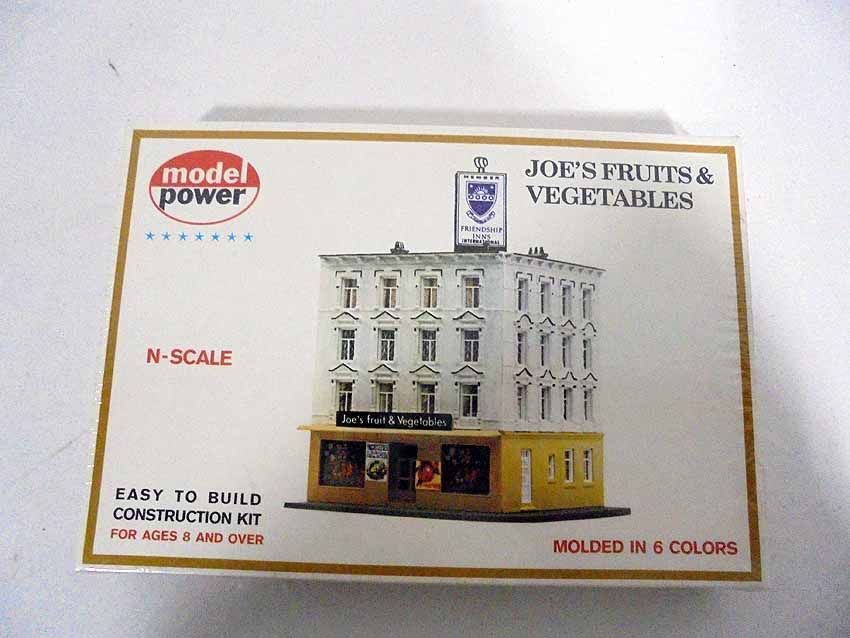 model
power
JOE'S FRUITS &
VEGETABLES
MEMBER
FRIENDSHIP
INNS
INTERNATIONAL
N-SCALE
Joe's fruit & Vegetables
EASY TO BUILD
CONSTRUCTION KIT
FOR AGES 8 AND OVER
MOLDED IN 6 COLORS